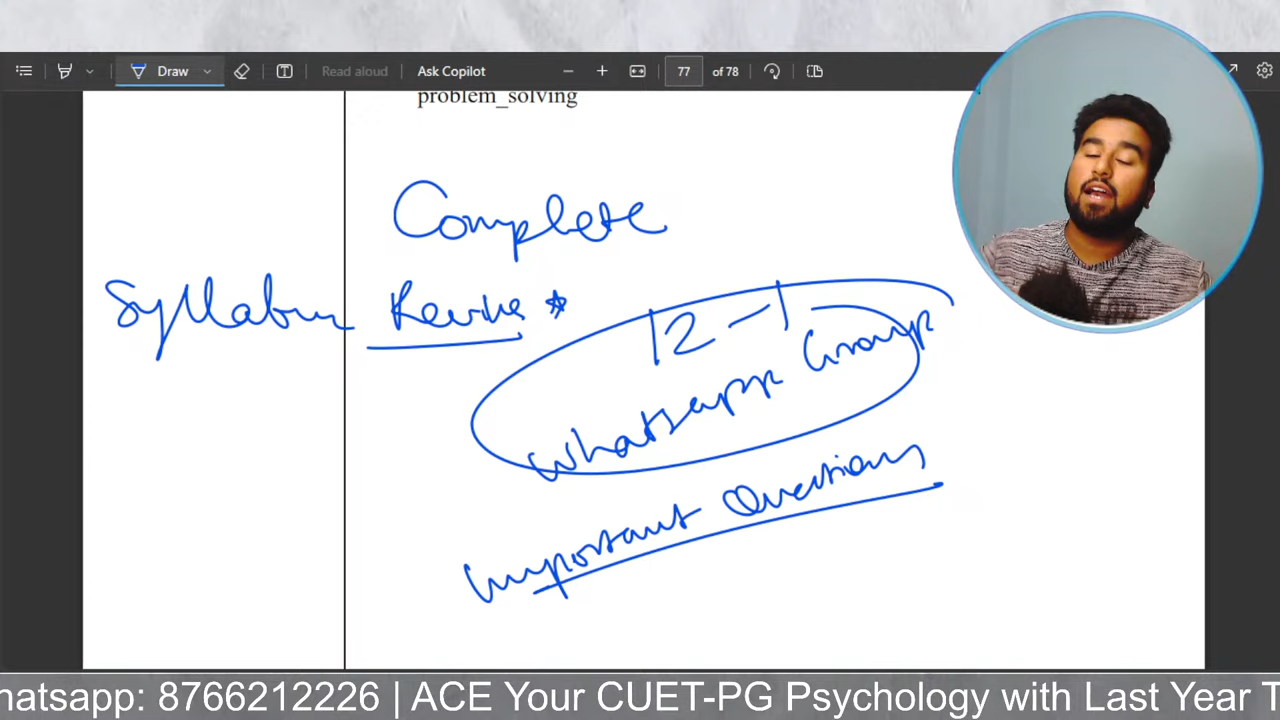 Draw
Read aloud
Ask Copilot
77
of 78
problem_solving
Complete
Syllabus Revise
12-1
Whatsapp Group
Important Questions
hatsapp: 8766212226 | ACE Your CUET-PG Psychology with Last Year T